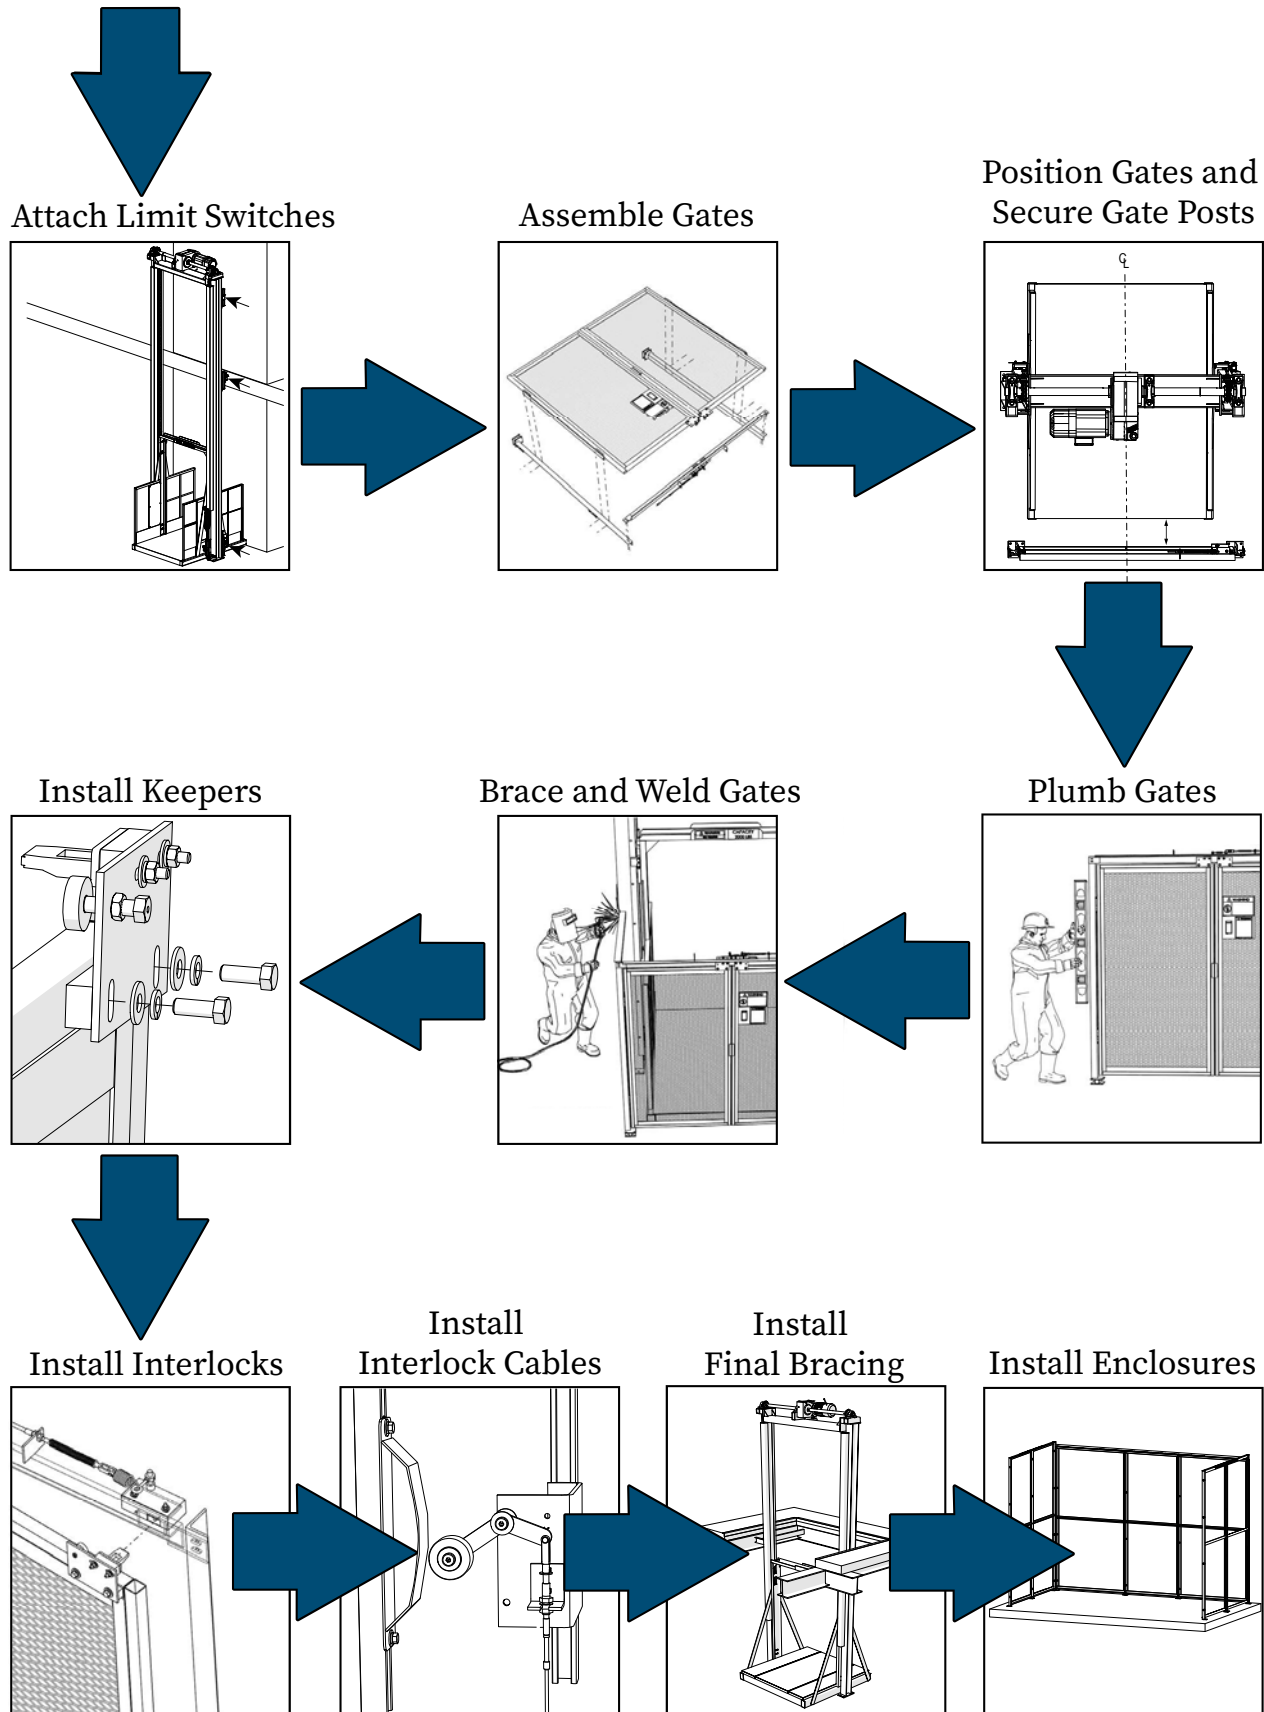 Attach Limit Switches
Assemble Gates
Position Gates and
Secure Gate Posts
℄
Plumb Gates
Brace and Weld Gates
CAPACITY
Install Keepers
Install Interlocks
Install
Interlock Cables
Install
Final Bracing
Install Enclosures